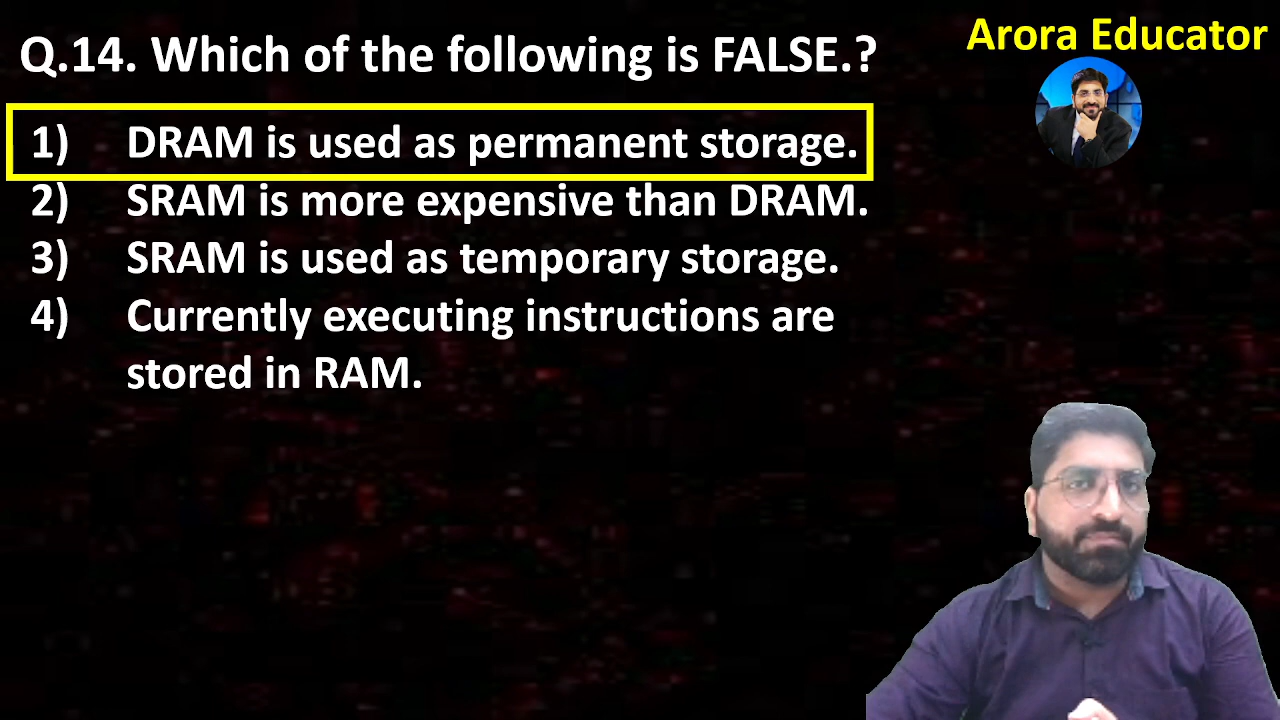 Q.14. Which of the following is FALSE.?
Arora Educator
1) DRAM is used as permanent storage.
2) SRAM is more expensive than DRAM.
3) SRAM is used as temporary storage.
4) Currently executing instructions are
stored in RAM.